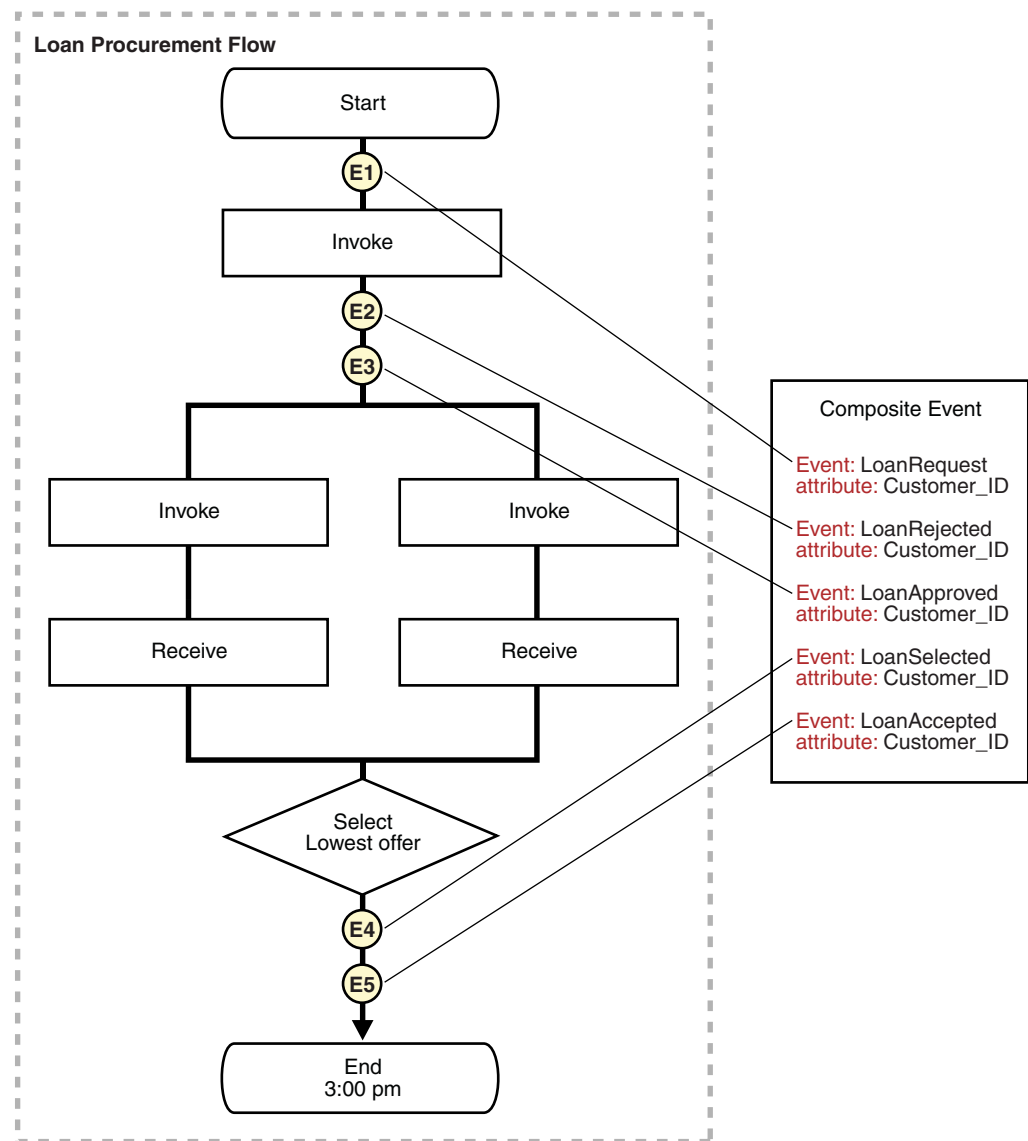 Loan Procurement Flow
Start
E1
Invoke
E2
E3
Invoke
Invoke
Receive
Receive
Select
Lowest offer
E4
E5
End
3:00 pm
Composite Event
Event: LoanRequest
attribute: Customer_ID
Event: LoanRejected
attribute: Customer_ID
Event: LoanApproved
attribute: Customer_ID
Event: LoanSelected
attribute: Customer_ID
Event: LoanAccepted
attribute: Customer_ID